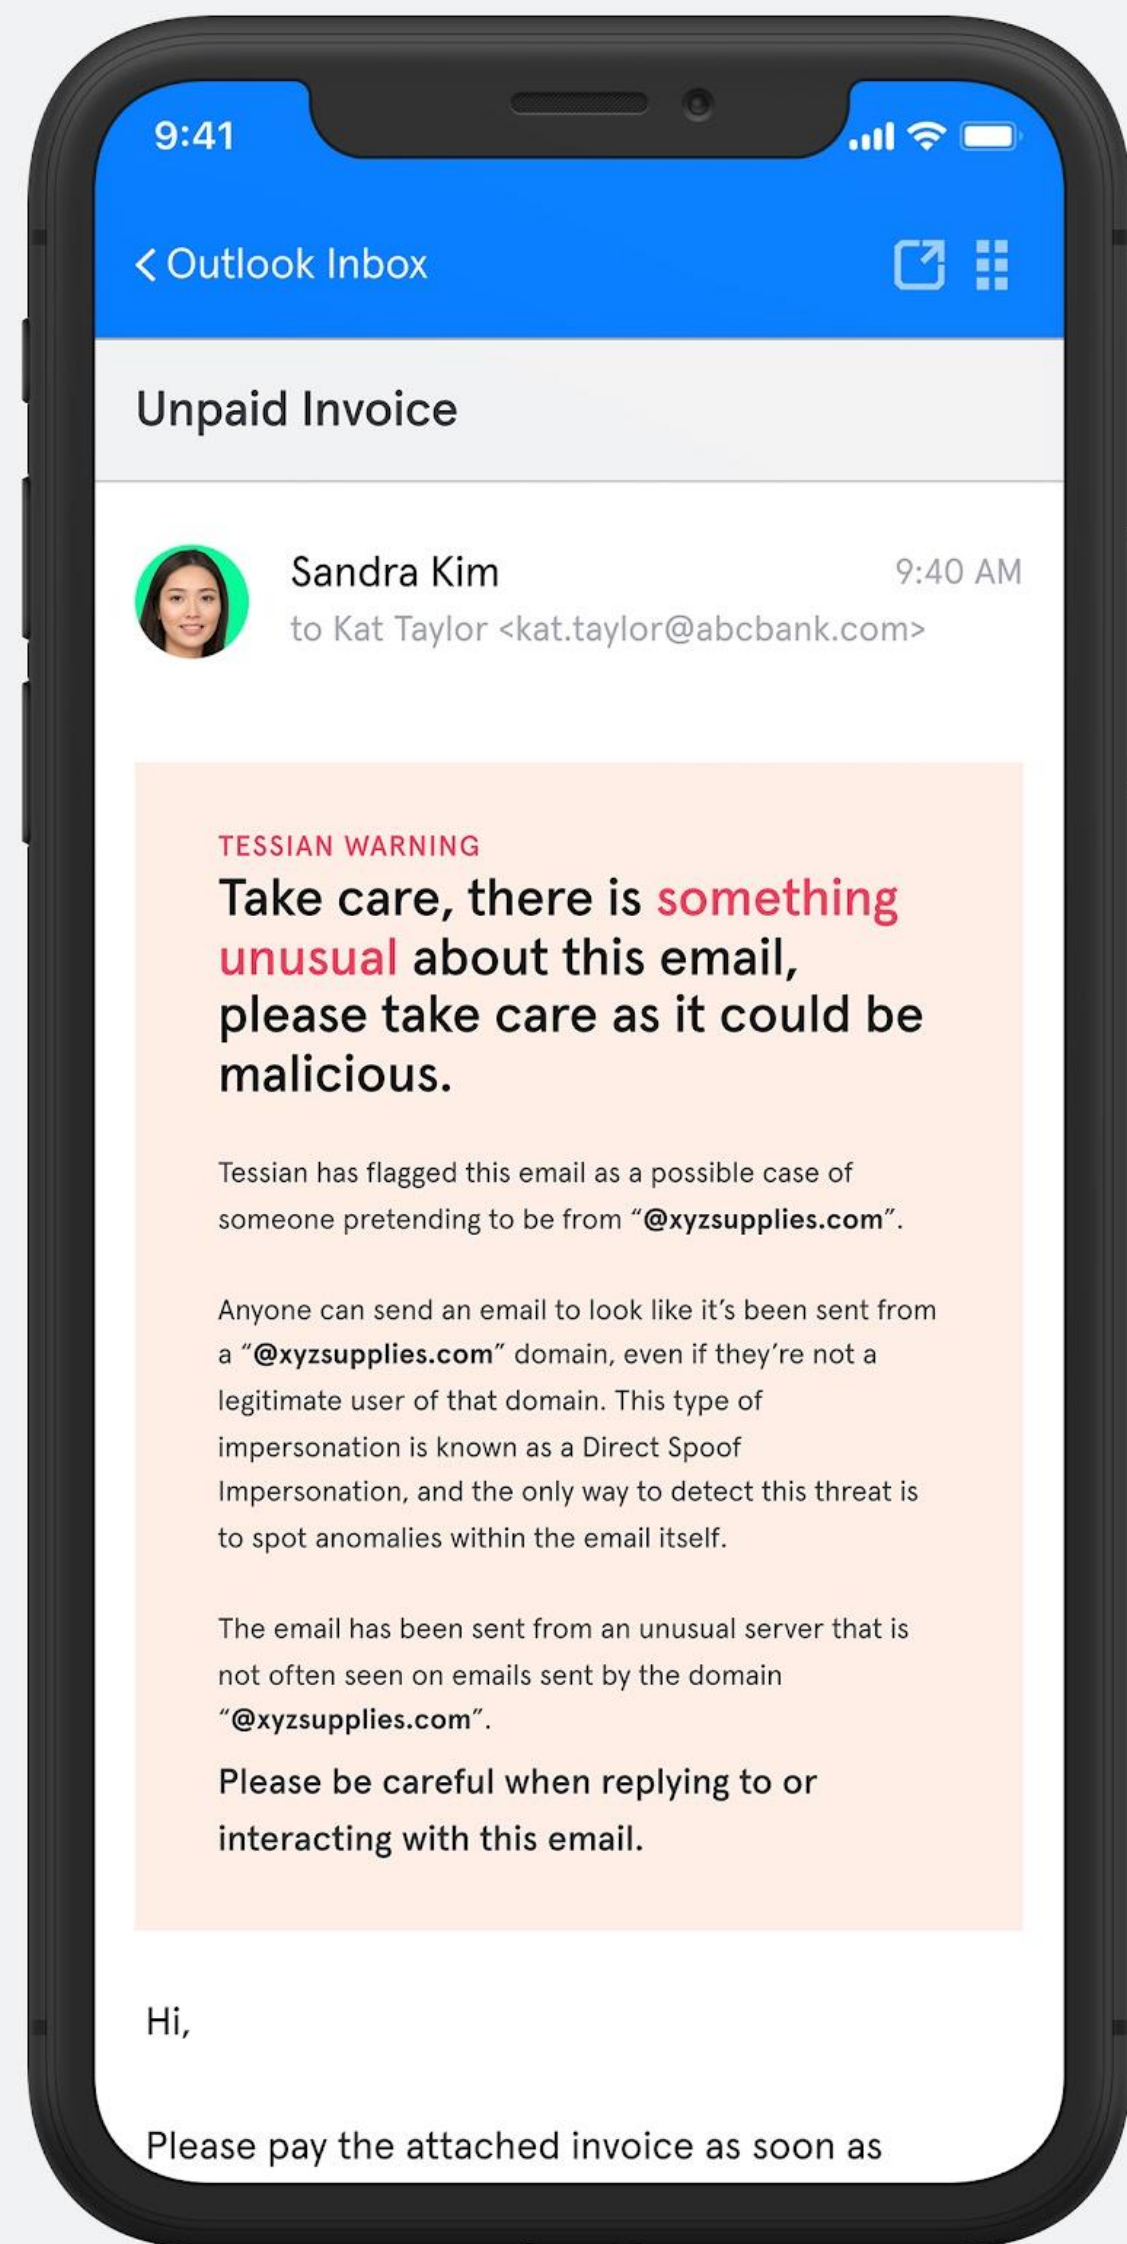 9:41
Outlook Inbox
Unpaid Invoice
Sandra Kim
9:40 AM
to Kat Taylor <kat.taylor@abcbank.com>
TESSIAN WARNING
Take care, there is something
unusual about this email,
please take care as it could be
malicious.
Tessian has flagged this email as a possible case of
someone pretending to be from “@xyzsupplies.com”.
Anyone can send an email to look like it’s been sent from
a “@xyzsupplies.com” domain, even if they’re not a
legitimate user of that domain. This type of
impersonation is known as a Direct Spoof
Impersonation, and the only way to detect this threat is
to spot anomalies within the email itself.
The email has been sent from an unusual server that is
not often seen on emails sent by the domain
“@xyzsupplies.com”.
Please be careful when replying to or
interacting with this email.
Hi,
Please pay the attached invoice as soon as